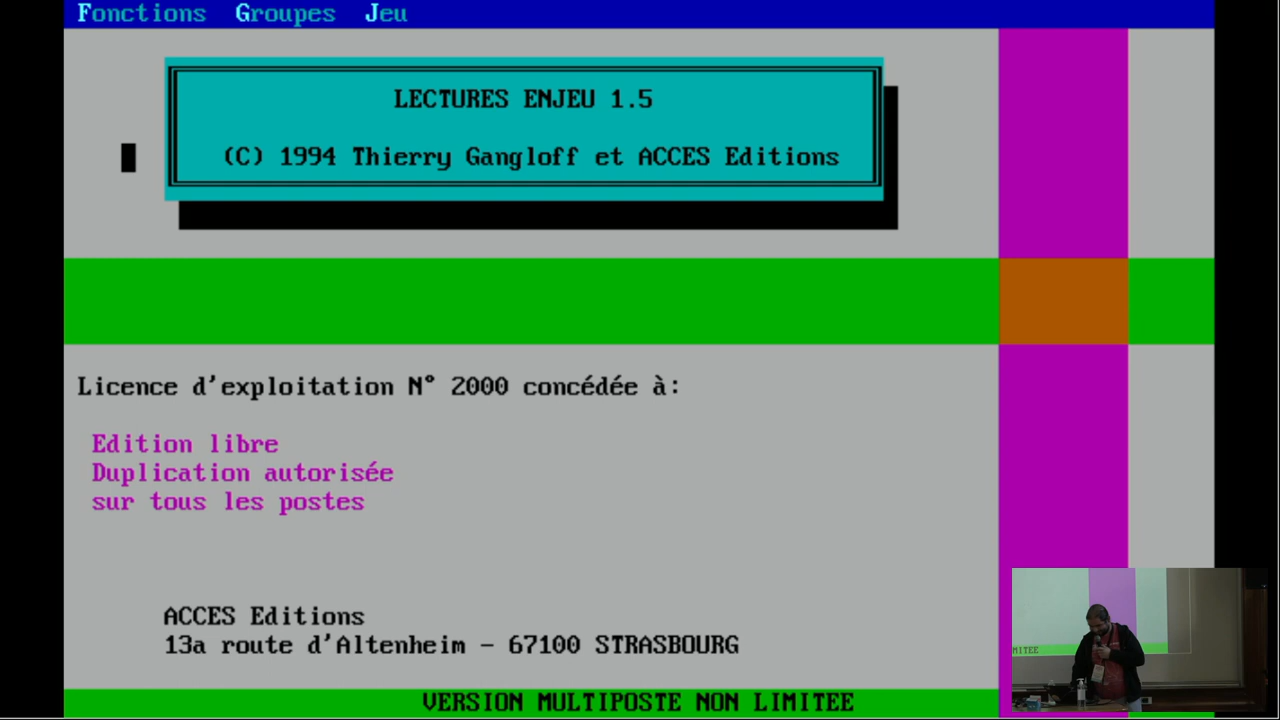 Fonctions Groupes Jeu
LECTURES ENJEU 1.5
(C) 1994 Thierry Gangloff et ACCES Editions
Licence d'exploitation N° 2000 concédée à:
Edition libre
Duplication autorisée
sur tous les postes
ACCES Editions
13a route d'Altenheim - 67100 STRASBOURG
VERSION MULTIPOSTE NON LIMITEE
MITEE